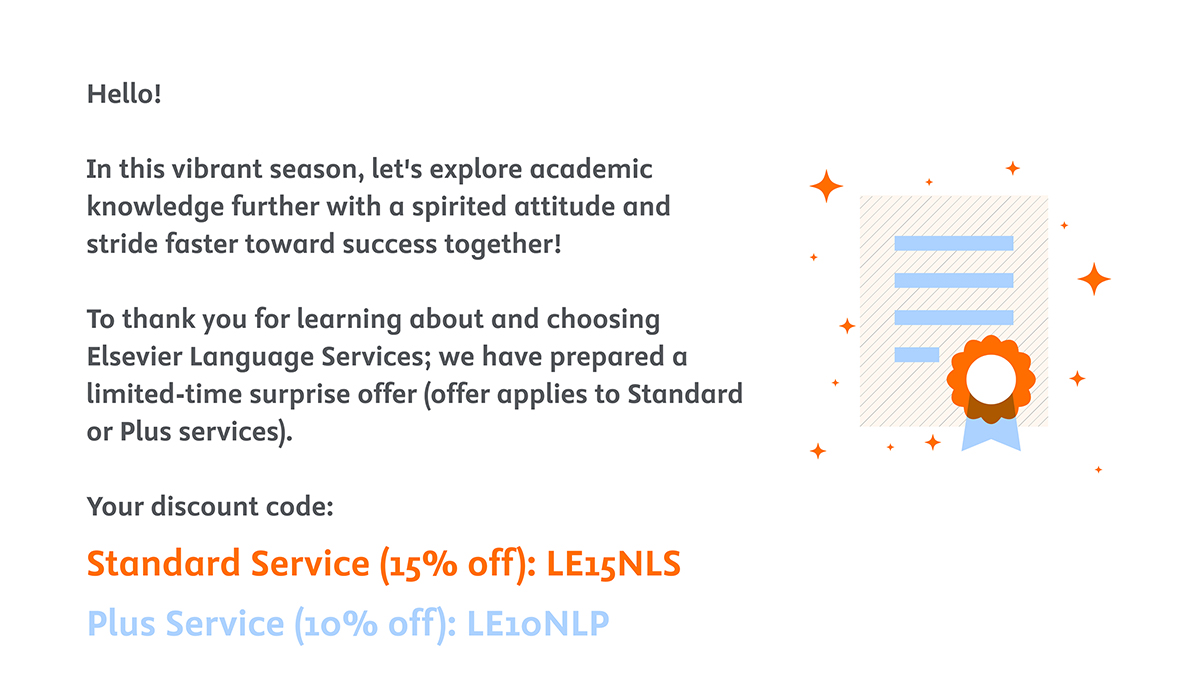 Hello!
In this vibrant season, let's explore academic
knowledge further with a spirited attitude and
stride faster toward success together!
To thank you for learning about and choosing
Elsevier Language Services; we have prepared a
limited-time surprise offer (offer applies to Standard
or Plus services).
Your discount code:
Standard Service (15% off): LE15NLS
Plus Service (10% off): LE10NLP